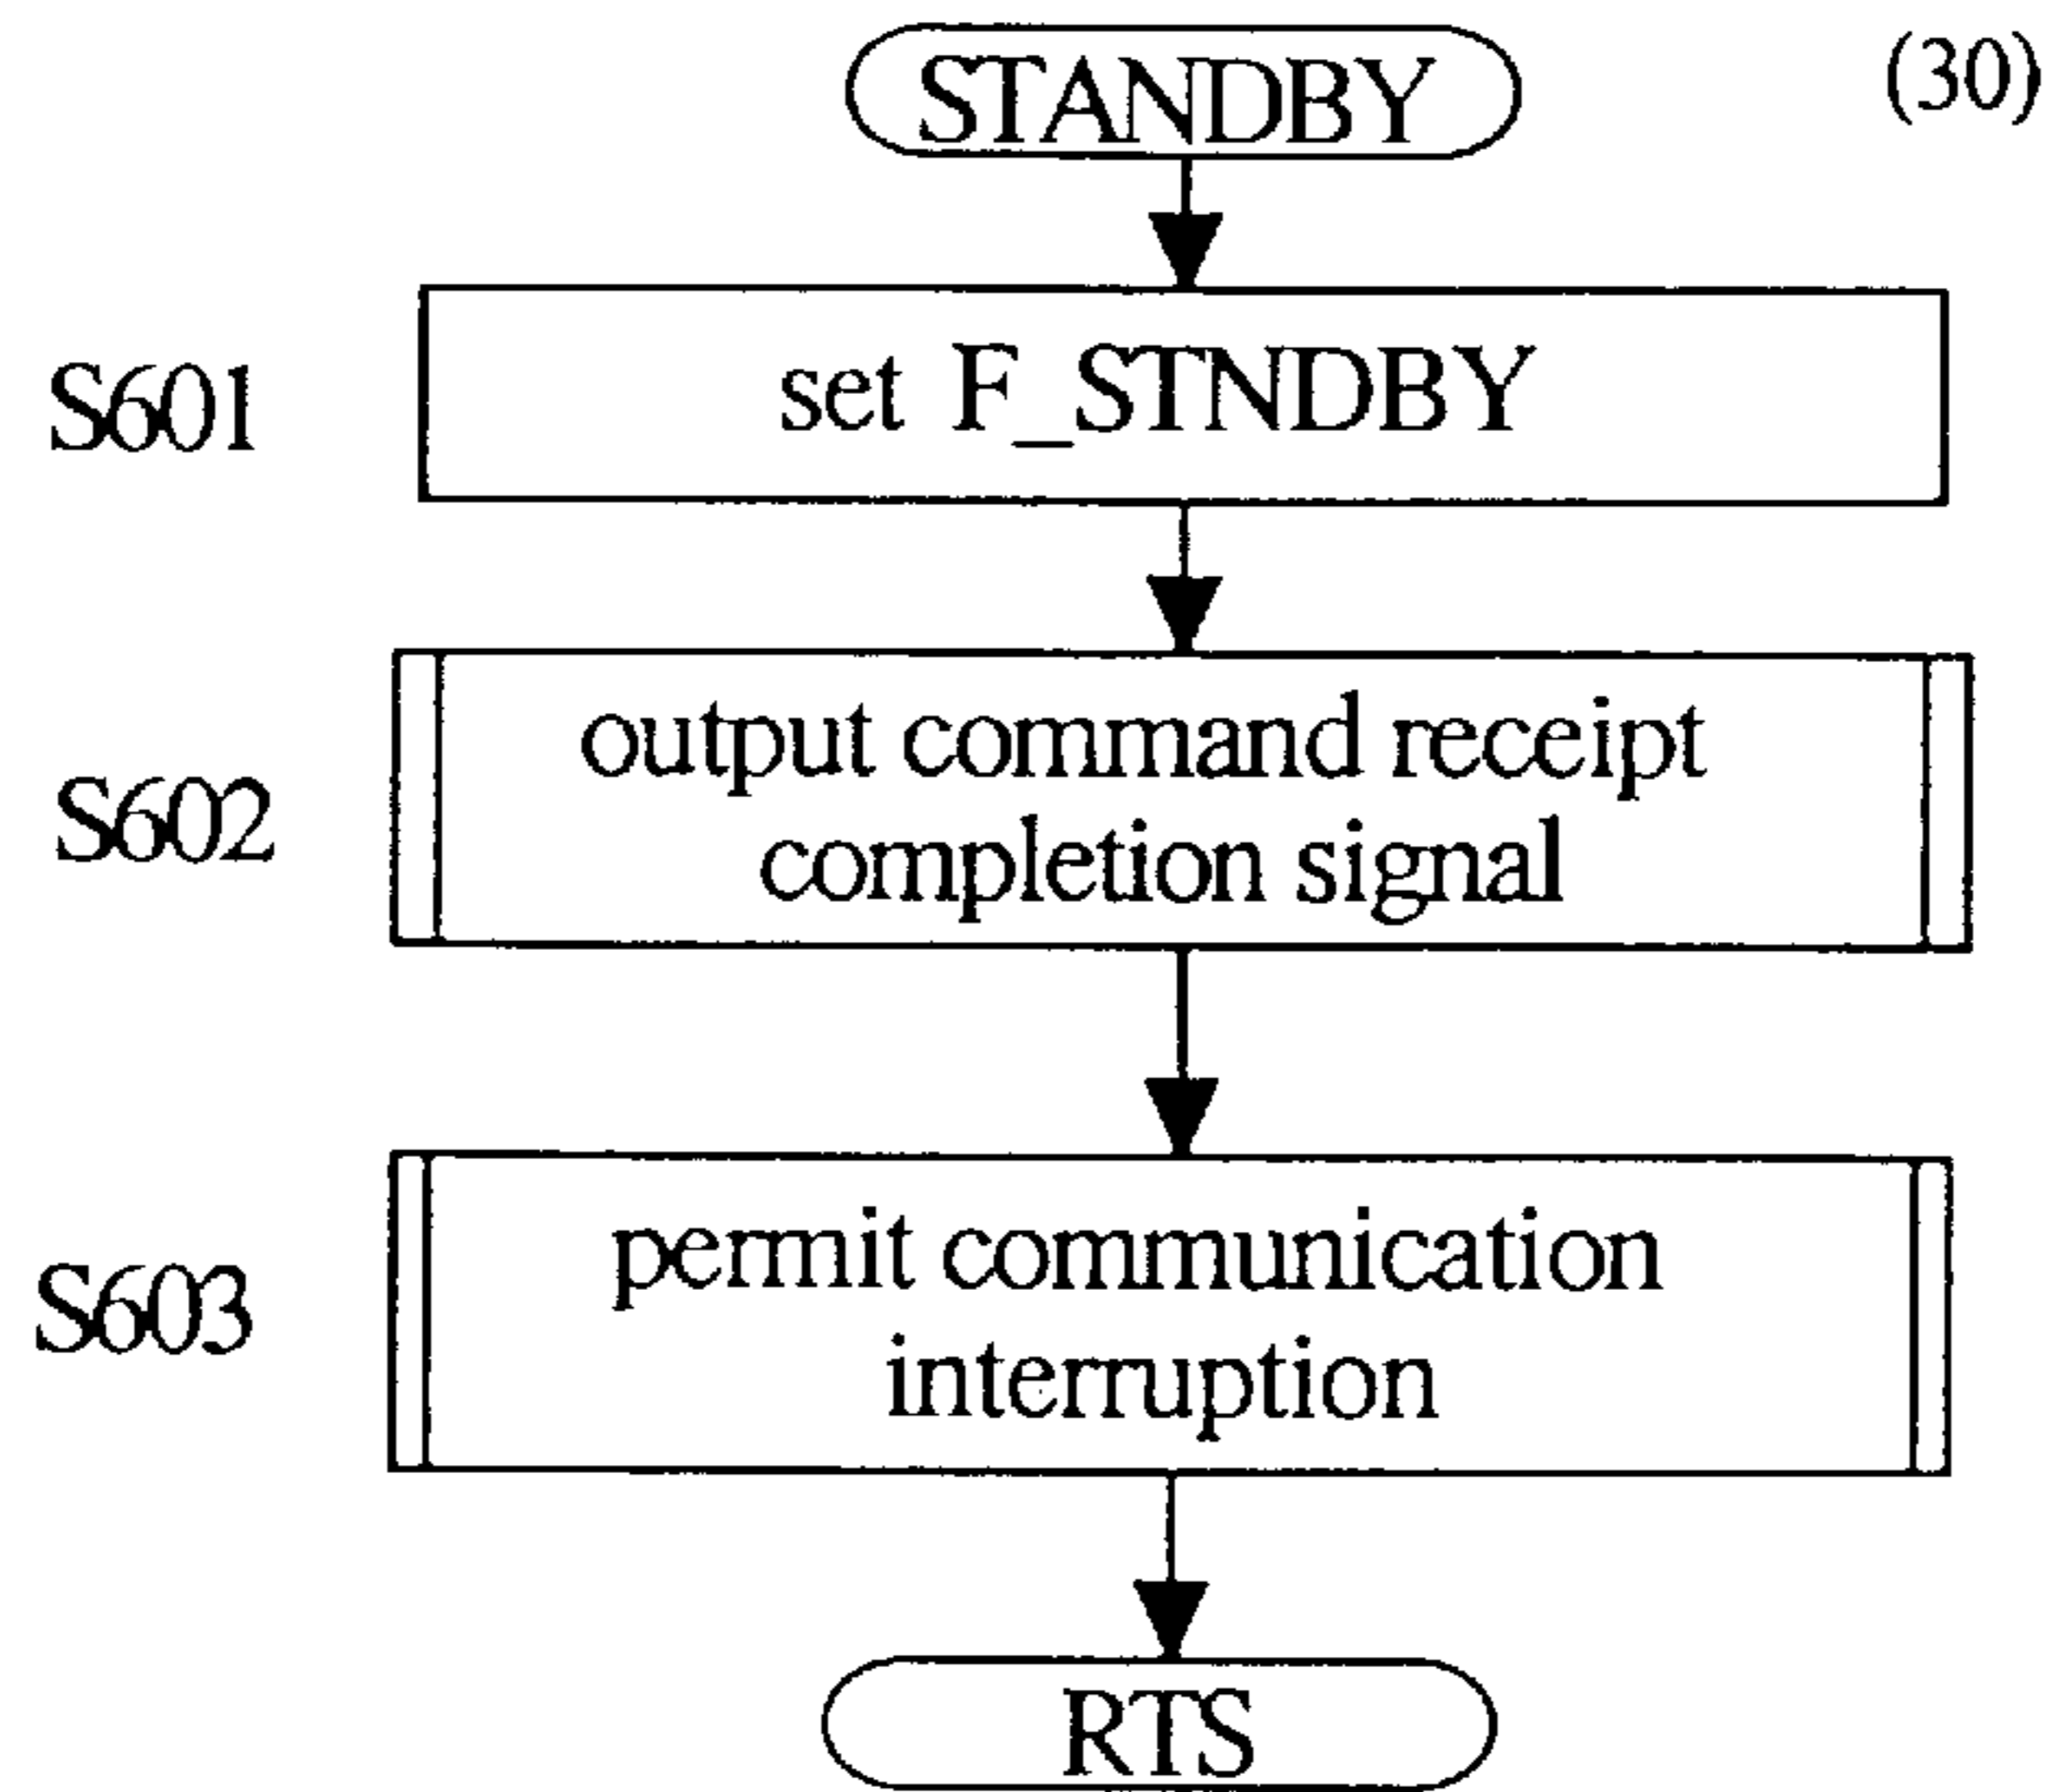 STANDBY
(30)
S601
set F_STNDBY
S602
output command receipt
completion signal
S603
permit communication
interruption
RTS